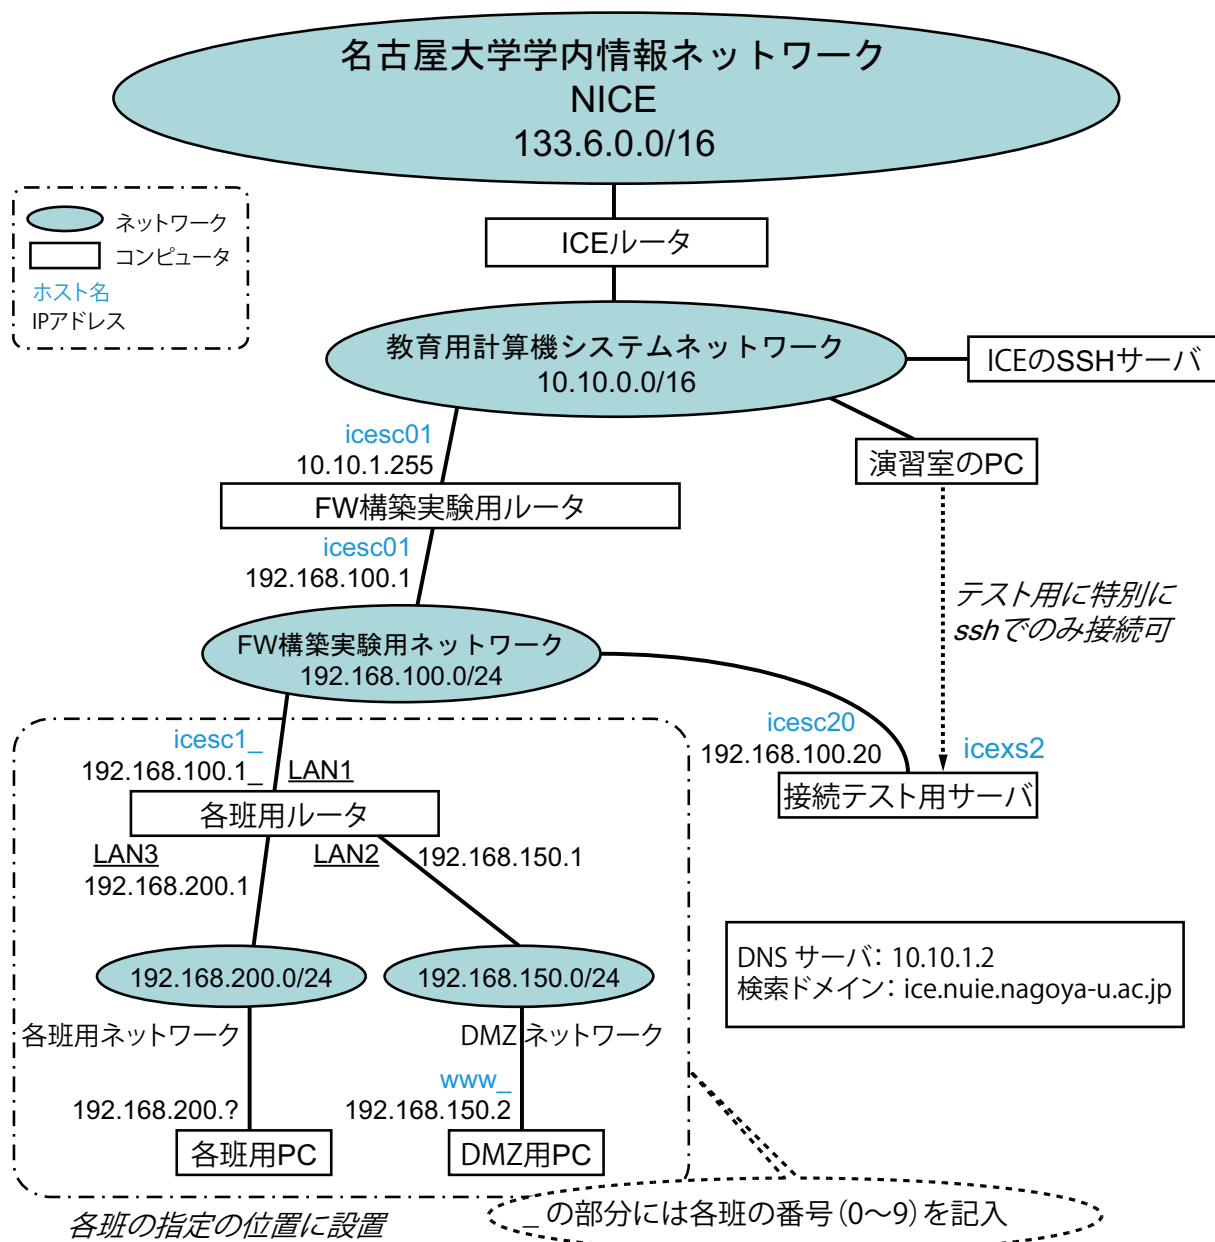 名古屋大学学内情報ネットワーク
NICE
133.6.0.0/16
ネットワーク
コンピュータ
ホスト名
IPアドレス
ICEルータ
教育用計算機システムネットワーク
10.10.0.0/16
ICEのSSHサーバ
icesc01
10.10.1.255
演習室のPC
FW構築実験用ルータ
icesc01
192.168.100.1
テスト用に特別に
sshでのみ接続可
FW構築実験用ネットワーク
192.168.100.0/24
icesc1_
192.168.100.1_
LAN1
icesc20
192.168.100.20
icexs2
各班用ルータ
接続テスト用サーバ
LAN3
192.168.200.1
LAN2
192.168.150.1
192.168.200.0/24
192.168.150.0/24
DNS サーバ: 10.10.1.2
検索ドメイン: ice.nuie.nagoya-u.ac.jp
各班用ネットワーク
DMZ ネットワーク
www_
192.168.200.?
192.168.150.2
各班用PC
DMZ用PC
各班の指定の位置に設置
_ の部分には各班の番号(0〜9)を記入